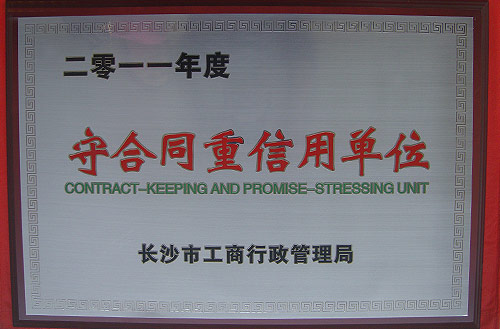 二零一一年度
守合同重信用单位
CONTRACT-KEEPING AND PROMISE-STRESSING UNIT
长沙市工商行政管理局